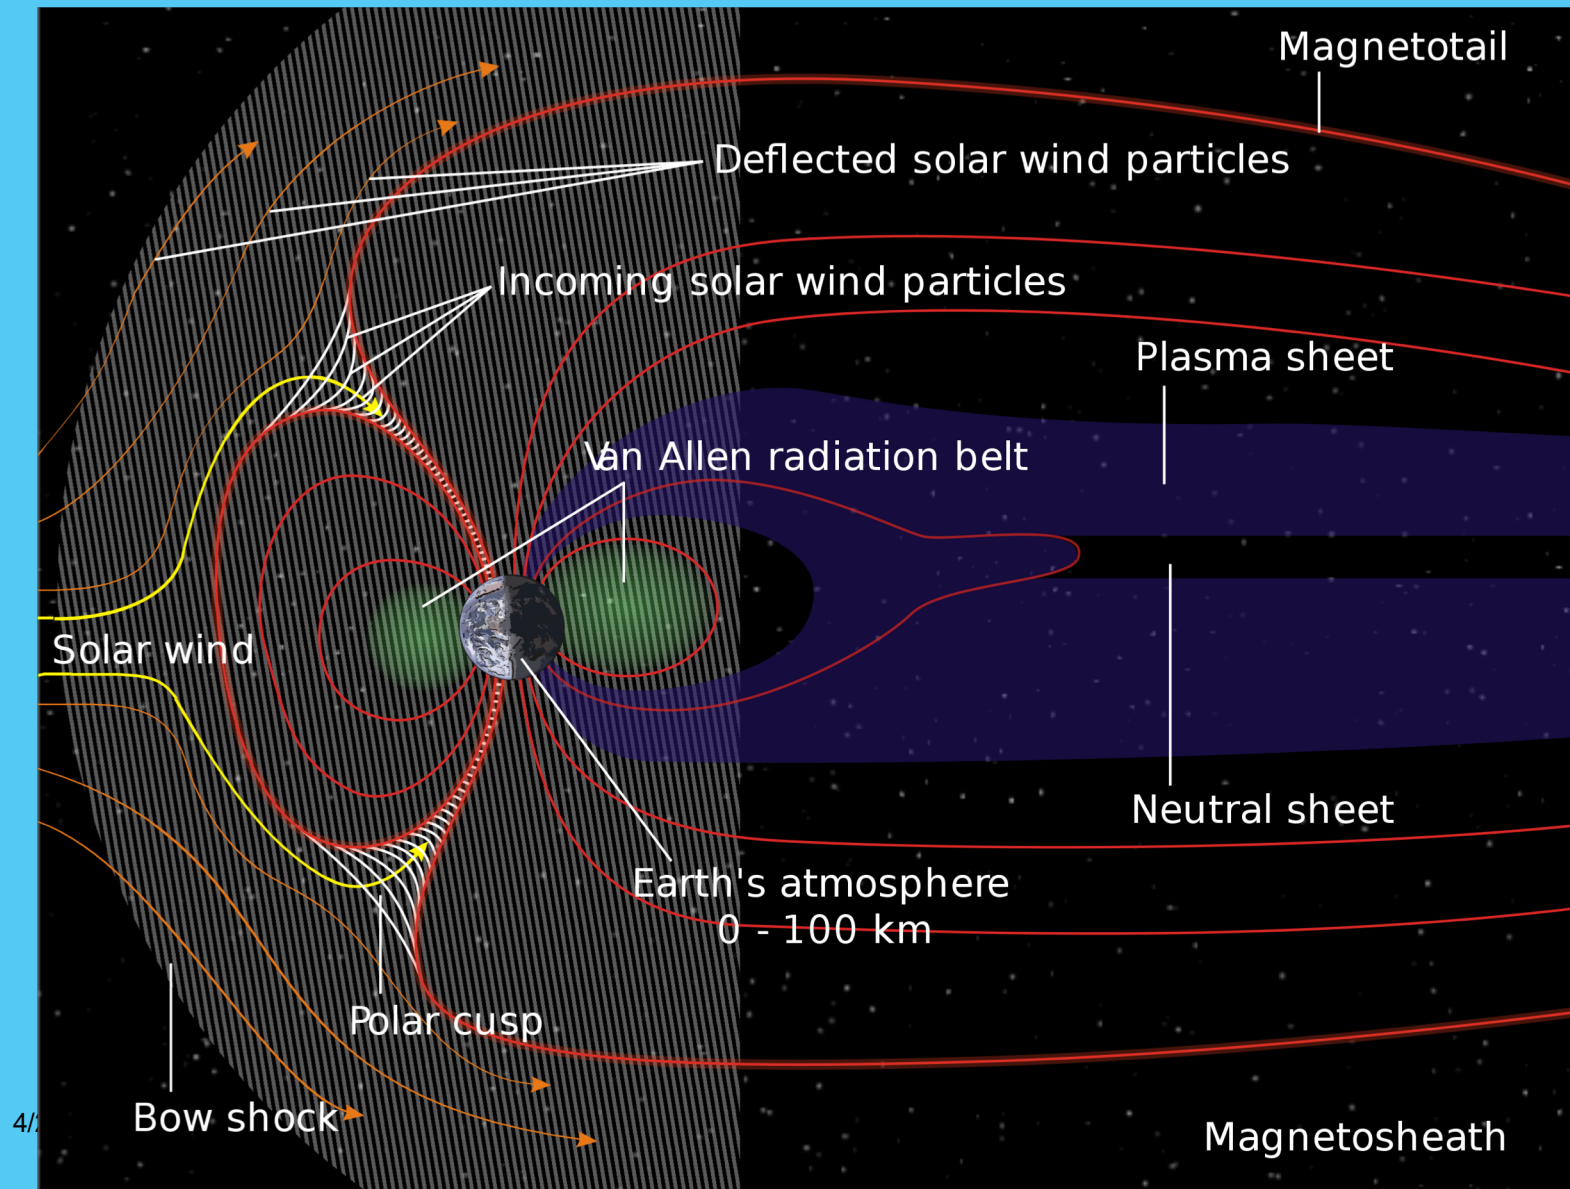 Magnetotail
Deflected solar wind particles
Incoming solar wind particles
Plasma sheet
Van Allen radiation belt
Solar wind
Neutral sheet
Earth's atmosphere
0 - 100 km
Polar cusp
Bow shock
4/
Magnetosheath